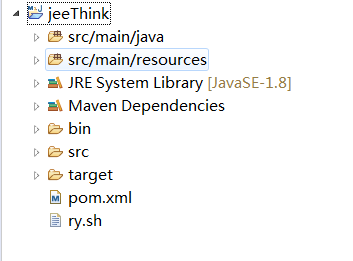 jeeThink
src/main/java
src/main/resources
JRE System Library [JavaSE-1.8]
Maven Dependencies
bin
src
target
pom.xml
ry.sh